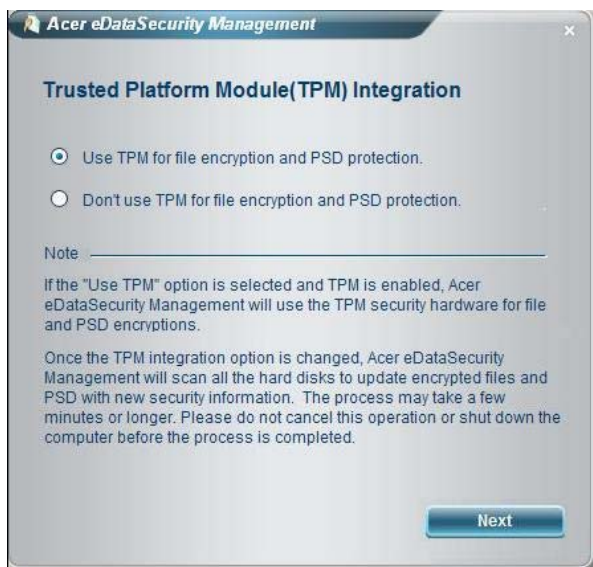 Acer eDataSecurity Management
Trusted Platform Module(TPM) Integration
Use TPM for file encryption and PSD protection.
Don't use TPM for file encryption and PSD protection.
Note
If the "Use TPM" option is selected and TPM is enabled, Acer
eDataSecurity Management will use the TPM security hardware for file
and PSD encryptions.
Once the TPM integration option is changed, Acer eDataSecurity
Management will scan all the hard disks to update encrypted files and
PSD with new security information. The process may take a few
minutes or longer. Please do not cancel this operation or shut down the
computer before the process is completed.
Next